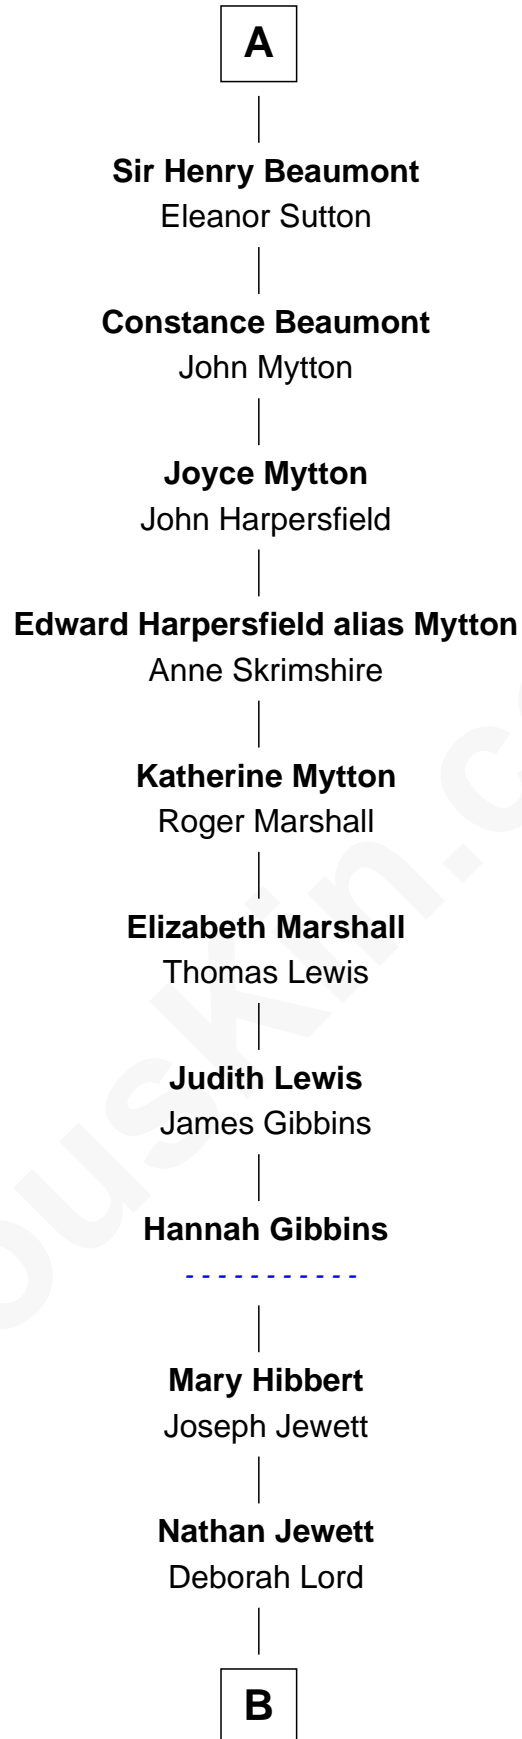 A
Sir Henry Beaumont
Eleanor Sutton
Constance Beaumont
John Mytton
Joyce Mytton
John Harpersfield
Edward Harpersfield alias Mytton
Anne Skrimshire
Katherine Mytton
Roger Marshall
Elizabeth Marshall
Thomas Lewis
Judith Lewis
James Gibbins
Hannah Gibbins
- - - - - - - - - - -
Mary Hibbert
Joseph Jewett
Nathan Jewett
Deborah Lord
B